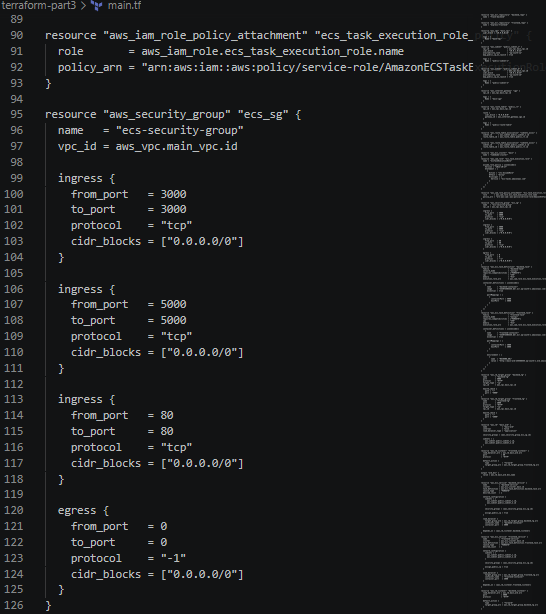 terraform-part3 > main.tf
89
90 resource "aws_iam_role_policy_attachment" "ecs_task_execution_role_
91 role = aws_iam_role.ecs_task_execution_role.name
92 policy_arn = "arn:aws:iam::aws:policy/service-role/AmazonECSTaskE
93 }
94
95 resource "aws_security_group" "ecs_sg" {
96 name = "ecs-security-group"
97 vpc_id = aws_vpc.main_vpc.id
98
99 ingress {
100 from_port = 3000
101 to_port = 3000
102 protocol = "tcp"
103 cidr_blocks = ["0.0.0.0/0"]
104 }
105
106 ingress {
107 from_port = 5000
108 to_port = 5000
109 protocol = "tcp"
110 cidr_blocks = ["0.0.0.0/0"]
111 }
112
113 ingress {
114 from_port = 80
115 to_port = 80
116 protocol = "tcp"
117 cidr_blocks = ["0.0.0.0/0"]
118 }
119
120 egress {
121 from_port = 0
122 to_port = 0
123 protocol = "-1"
124 cidr_blocks = ["0.0.0.0/0"]
125 }
126 }